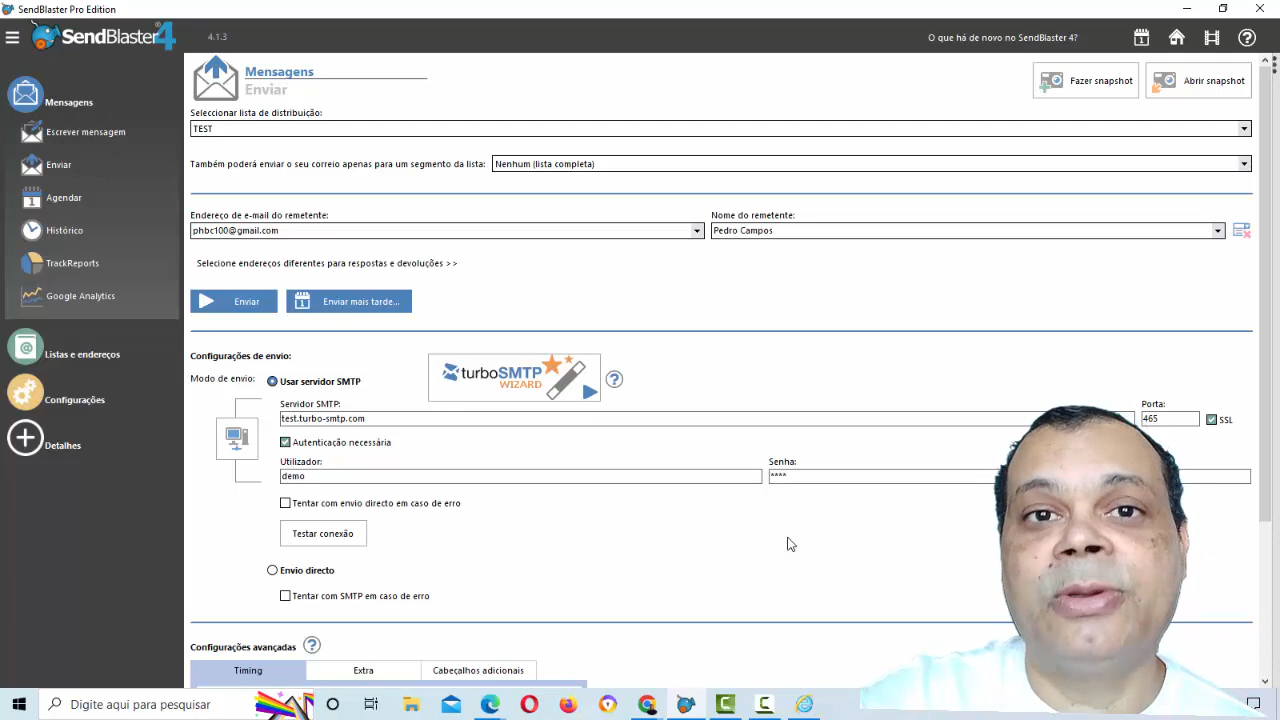 SendBlaster Pro Edition
SendBlaster 4
4.1.3
O que há de novo no SendBlaster 4?
1
?
Mensagens
Escrever mensagem
Enviar
1
Agendar
Histórico
TrackReports
Google Analytics
@
Listas e endereços
Configurações
Detalhes
Mensagens
Enviar
Fazer snapshot
Abrir snapshot
Seleccionar lista de distribuição:
TEST
Também poderá enviar o seu correio apenas para um segmento da lista:
Nenhum (lista completa)
Endereço de e-mail do remetente:
Nome do remetente:
phbc100@gmail.com
Pedro Campos
Selecione endereços diferentes para respostas e devoluções > >
Enviar
1
Enviar mais tarde...
Configurações de envio:
Modo de envio:
Usar servidor SMTP
turboSMTP
WIZARD
?
Servidor SMTP:
Porta:
test.turbo-smtp.com
465
SSL
Autenticação necessária
Utilizador:
Senha:
demo
****
Tentar com envio directo em caso de erro
Testar conexão
Envio directo
Tentar com SMTP em caso de erro
Configurações avançadas
?
Timing
Extra
Cabeçalhos adicionais
Digite aqui para pesquisar